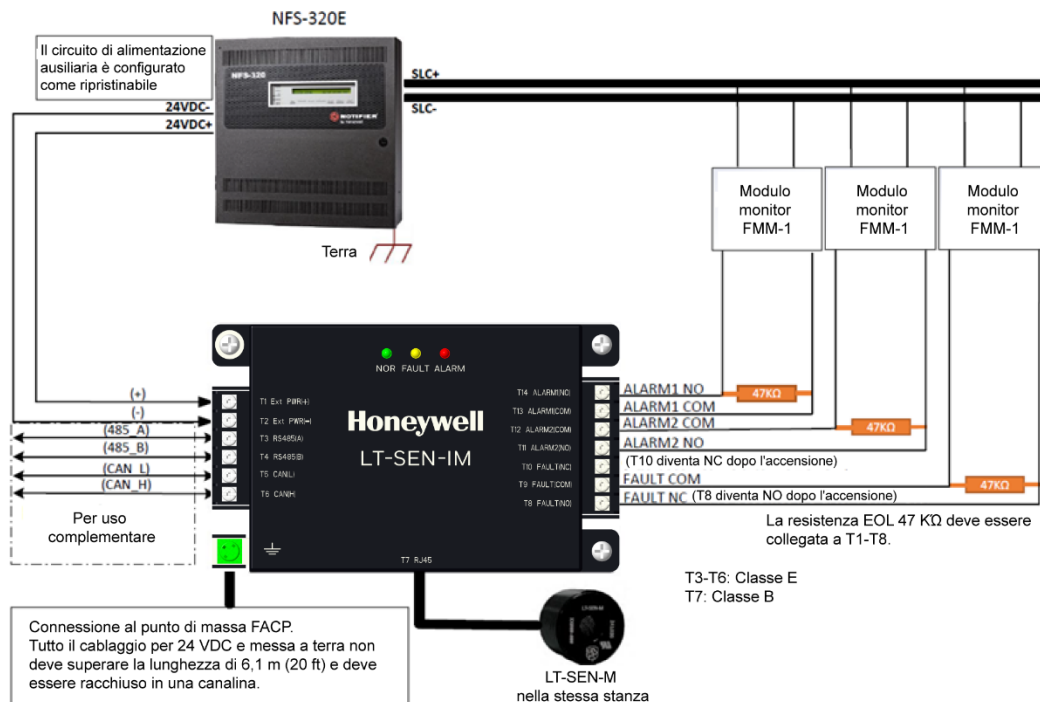 NFS-320E
Il circuito di alimentazione
ausiliaria è configurato
come ripristinabile
NFS-320
NOTIFIER
by Honeywell
24VDC-
24VDC+
SLC+
SLC-
Terra
Modulo
monitor
FMM-1
Modulo
monitor
FMM-1
Modulo
monitor
FMM-1
NOR FAULT ALARM
Honeywell
LT-SEN-IM
(+)
(-)
(485_A)
(485_B)
(CAN_L)
(CAN_H)
Per uso
complementare
T1 Ext PWR(+)
T2 Ext PWR(-)
T3 RS485(A)
T4 RS485(B)
T5 CAN(L)
T6 CAN(H)
T14 ALARM1(NO)
T13 ALARM1(COM)
T12 ALARM2(COM)
T11 ALARM2(NO)
T10 FAULT(NC)
T9 FAULT(COM)
T8 FAULT(NO)
T7 RJ45
ALARM1 NO
ALARM1 COM
ALARM2 COM
ALARM2 NO
(T10 diventa NC dopo l'accensione)
FAULT COM
FAULT NC (T8 diventa NO dopo l'accensione)
47KΩ
47KΩ
47KΩ
La resistenza EOL 47 KΩ deve essere
collegata a T1-T8.
T3-T6: Classe E
T7: Classe B
Connessione al punto di massa FACP.
Tutto il cablaggio per 24 VDC e messa a terra non
deve superare la lunghezza di 6,1 m (20 ft) e deve
essere racchiuso in una canalina.
LT-SEN-M
nella stessa stanza